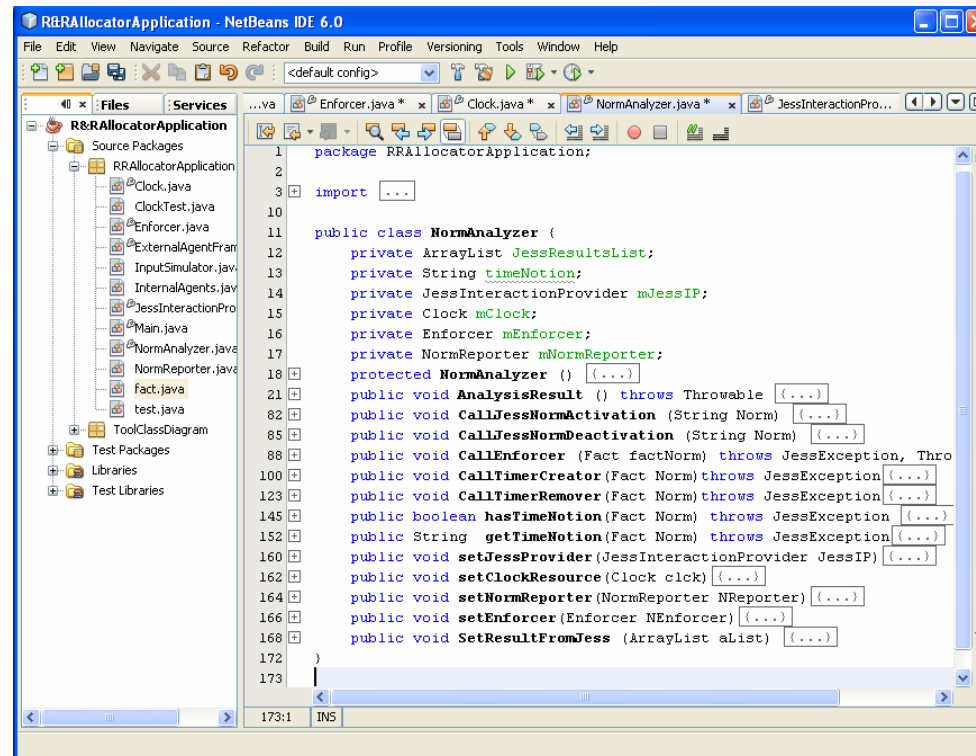 R&RAllocatorApplication - NetBeans IDE 6.0
File Edit View Navigate Source Refactor Build Run Profile Versioning Tools Window Help
<default config>
Files Services
...va Enforcer.java * x Clock.java * x NormAnalyzer.java * x JessInteractionPro...
R&RAllocatorApplication
Source Packages
RRAllocatorApplication
Clock.java
ClockTest.java
Enforcer.java
ExternalAgentFram
InputSimulator.jav
InternalAgents.jav
JessInteractionPro
Main.java
NormAnalyzer.java
NormReporter.java
fact.java
test.java
ToolClassDiagram
Test Packages
Libraries
Test Libraries
1 package RRAllocatorApplication;
2
3 import ...
10
11 public class NormAnalyzer {
12 private ArrayList JessResultsList;
13 private String timeNotion;
14 private JessInteractionProvider mJessIP;
15 private Clock mClock;
16 private Enforcer mEnforcer;
17 private NormReporter mNormReporter;
18 protected NormAnalyzer () {...}
21 public void AnalysisResult () throws Throwable {...}
82 public void CallJessNormActivation (String Norm) {...}
85 public void CallJessNormDeactivation (String Norm) {...}
88 public void CallEnforcer (Fact factNorm) throws JessException, Thro
100 public void CallTimerCreator(Fact Norm)throws JessException{...}
123 public void CallTimerRemover(Fact Norm)throws JessException{...}
145 public boolean hasTimeNotion(Fact Norm) throws JessException {...}
152 public String getTimeNotion(Fact Norm) throws JessException{...}
160 public void setJessProvider(JessInteractionProvider JessIP){...}
162 public void setClockResource(Clock clck){...}
164 public void setNormReporter(NormReporter NReporter){...}
166 public void setEnforcer(Enforcer NEnforcer){...}
168 public void SetResultFromJess (ArrayList aList) {...}
172 }
173
173:1 INS